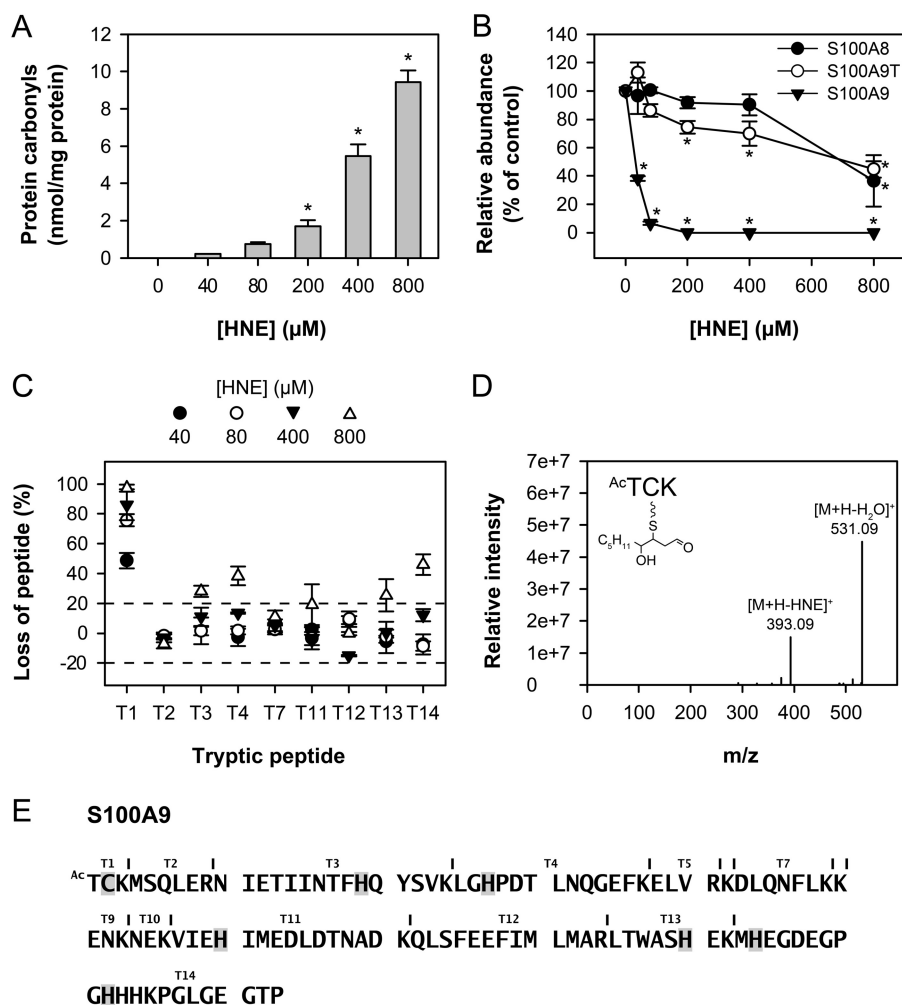 A
Protein carbonyls
(nmol/mg protein)
12
10
8
6
4
2
0
* * *
0 40 80 200 400 800
[HNE] (µM)
B
Relative abundance
(% of control)
140
120
100
80
60
40
20
0
S100A8
S100A9T
S100A9
* * * * * * * * *
0 200 400 600 800
[HNE] (µM)
C
[HNE] (µM)
40 80 400 800
Loss of peptide (%)
100
80
60
40
20
0
-20
T1 T2 T3 T4 T7 T11 T12 T13 T14
Tryptic peptide
D
Relative intensity
7e+7
6e+7
5e+7
4e+7
3e+7
2e+7
1e+7
0
AcTCK
S
C5H11
O
OH
[M+H-H2O]+
531.09
[M+H-HNE]+
393.09
0 100 200 300 400 500
m/z
E
S100A9
T1 T2 T3 T4 T5 T7
AcTCKMSQLERN IETIINTFHQ YSVKLGHPDT LNQGEFKELV RKDLQNFLKK
T9 T10 T11 T12 T13
ENKNEKVIEH IMEDLDTNAD KQLSFEEFIM LMARLTWASH EKMHEGDEGP
T14
GHHHKPGLGE GTP